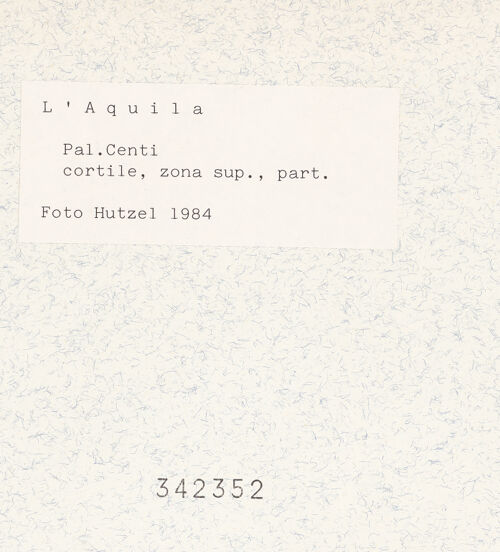 L'Aquila
Pal.Centi
cortile, zona sup., part.
Foto Hutzel 1984
342352